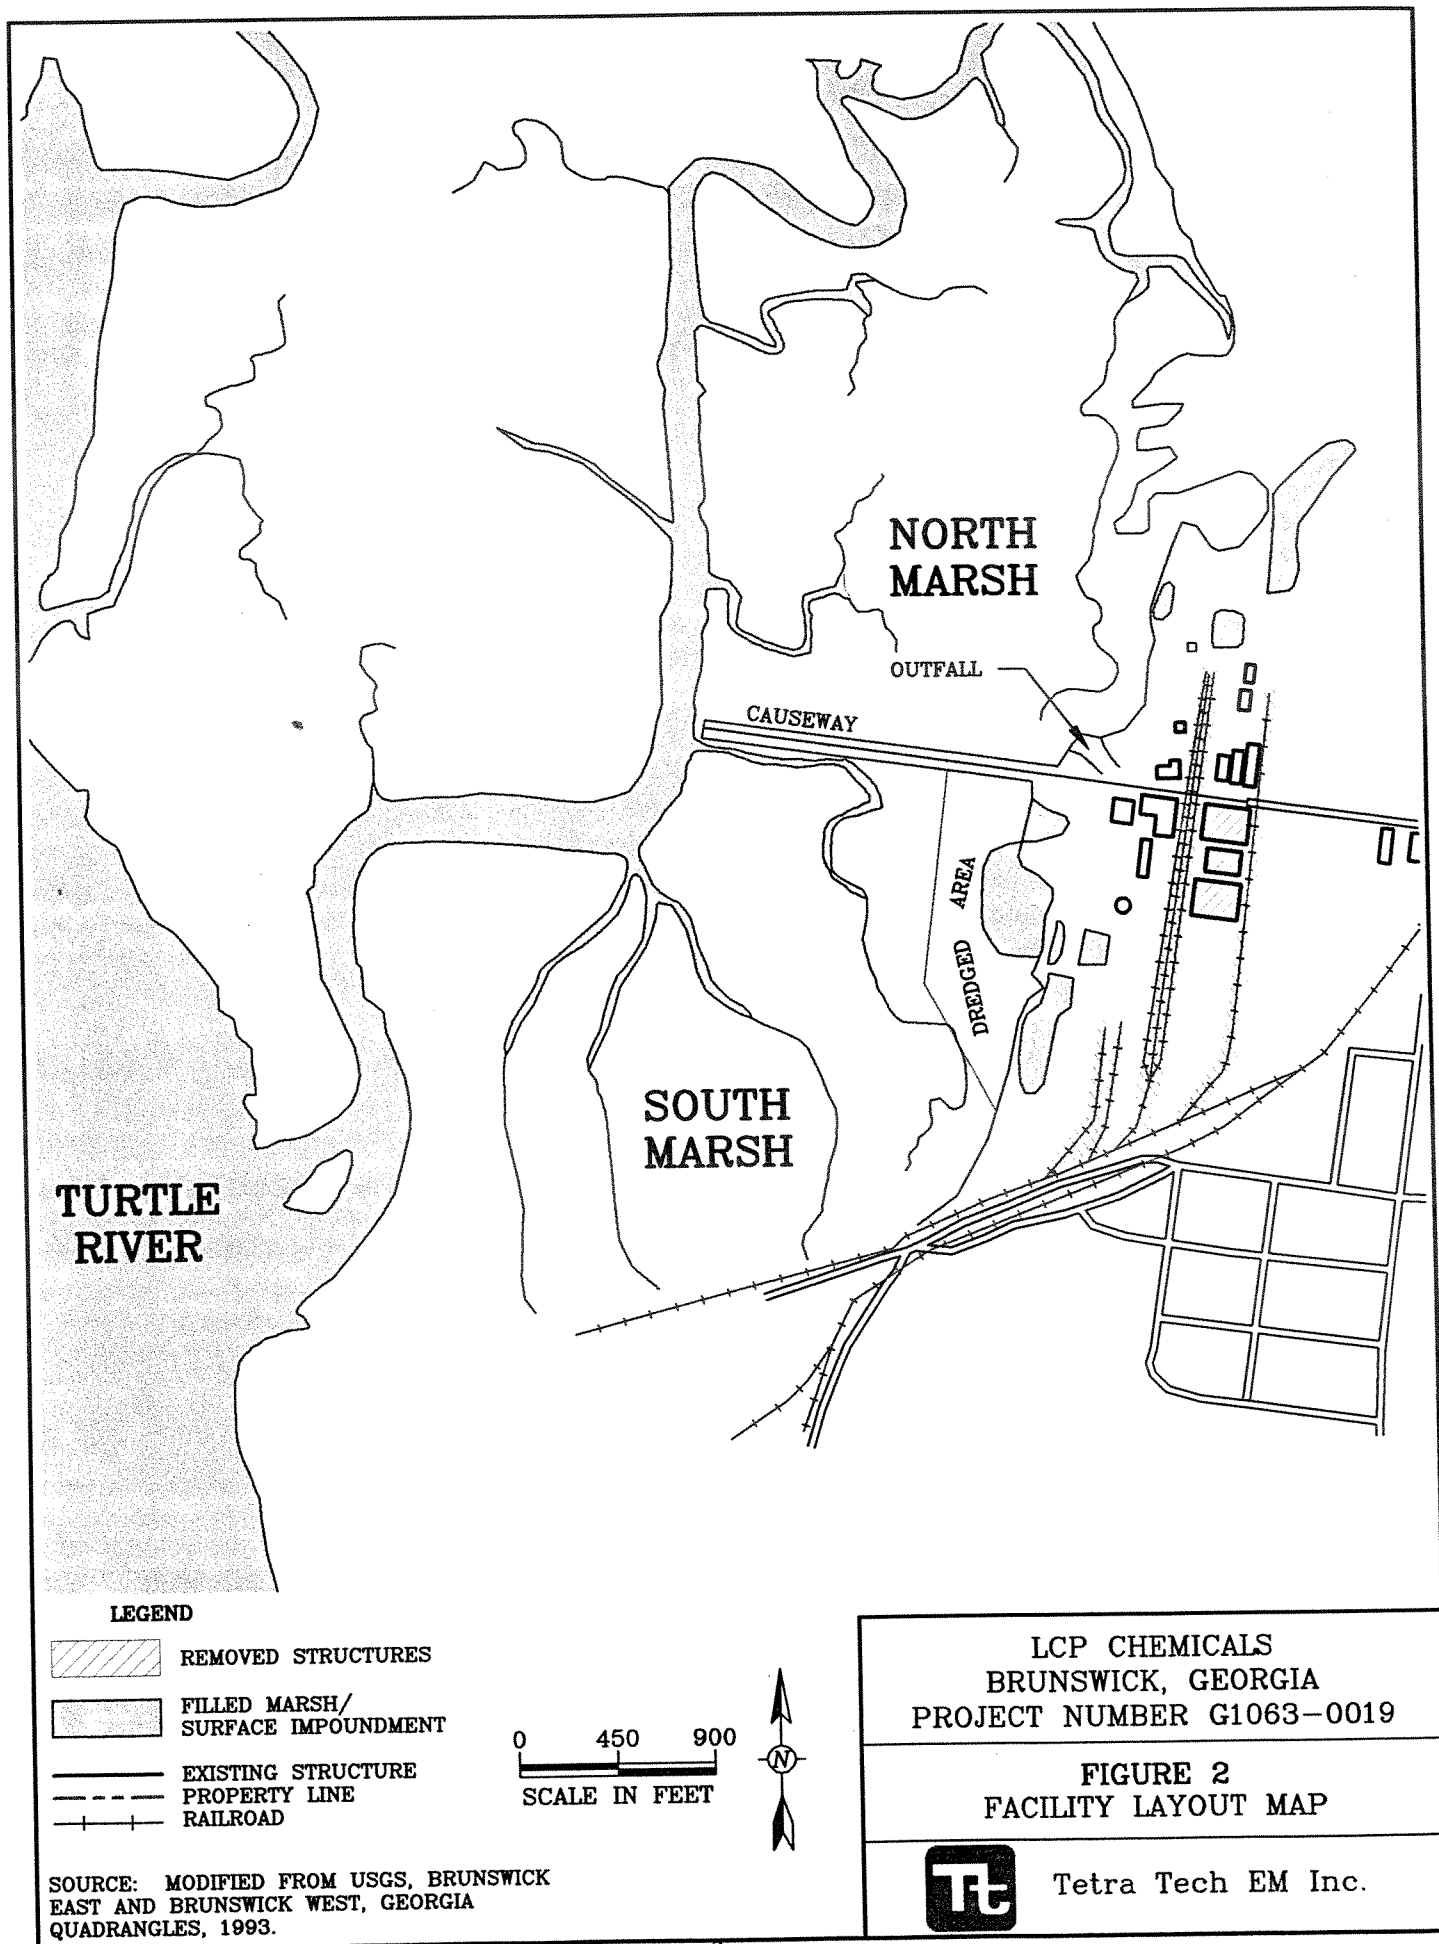 NORTH
MARSH
OUTFALL
CAUSEWAY
DREDGED AREA
SOUTH
MARSH
TURTLE
RIVER
LEGEND
REMOVED STRUCTURES
FILLED MARSH/
SURFACE IMPOUNDMENT
EXISTING STRUCTURE
PROPERTY LINE
RAILROAD
0 450 900
SCALE IN FEET
N
SOURCE: MODIFIED FROM USGS, BRUNSWICK
EAST AND BRUNSWICK WEST, GEORGIA
QUADRANGLES, 1993.
LCP CHEMICALS
BRUNSWICK, GEORGIA
PROJECT NUMBER G1063-0019
FIGURE 2
FACILITY LAYOUT MAP
Tt
Tetra Tech EM Inc.